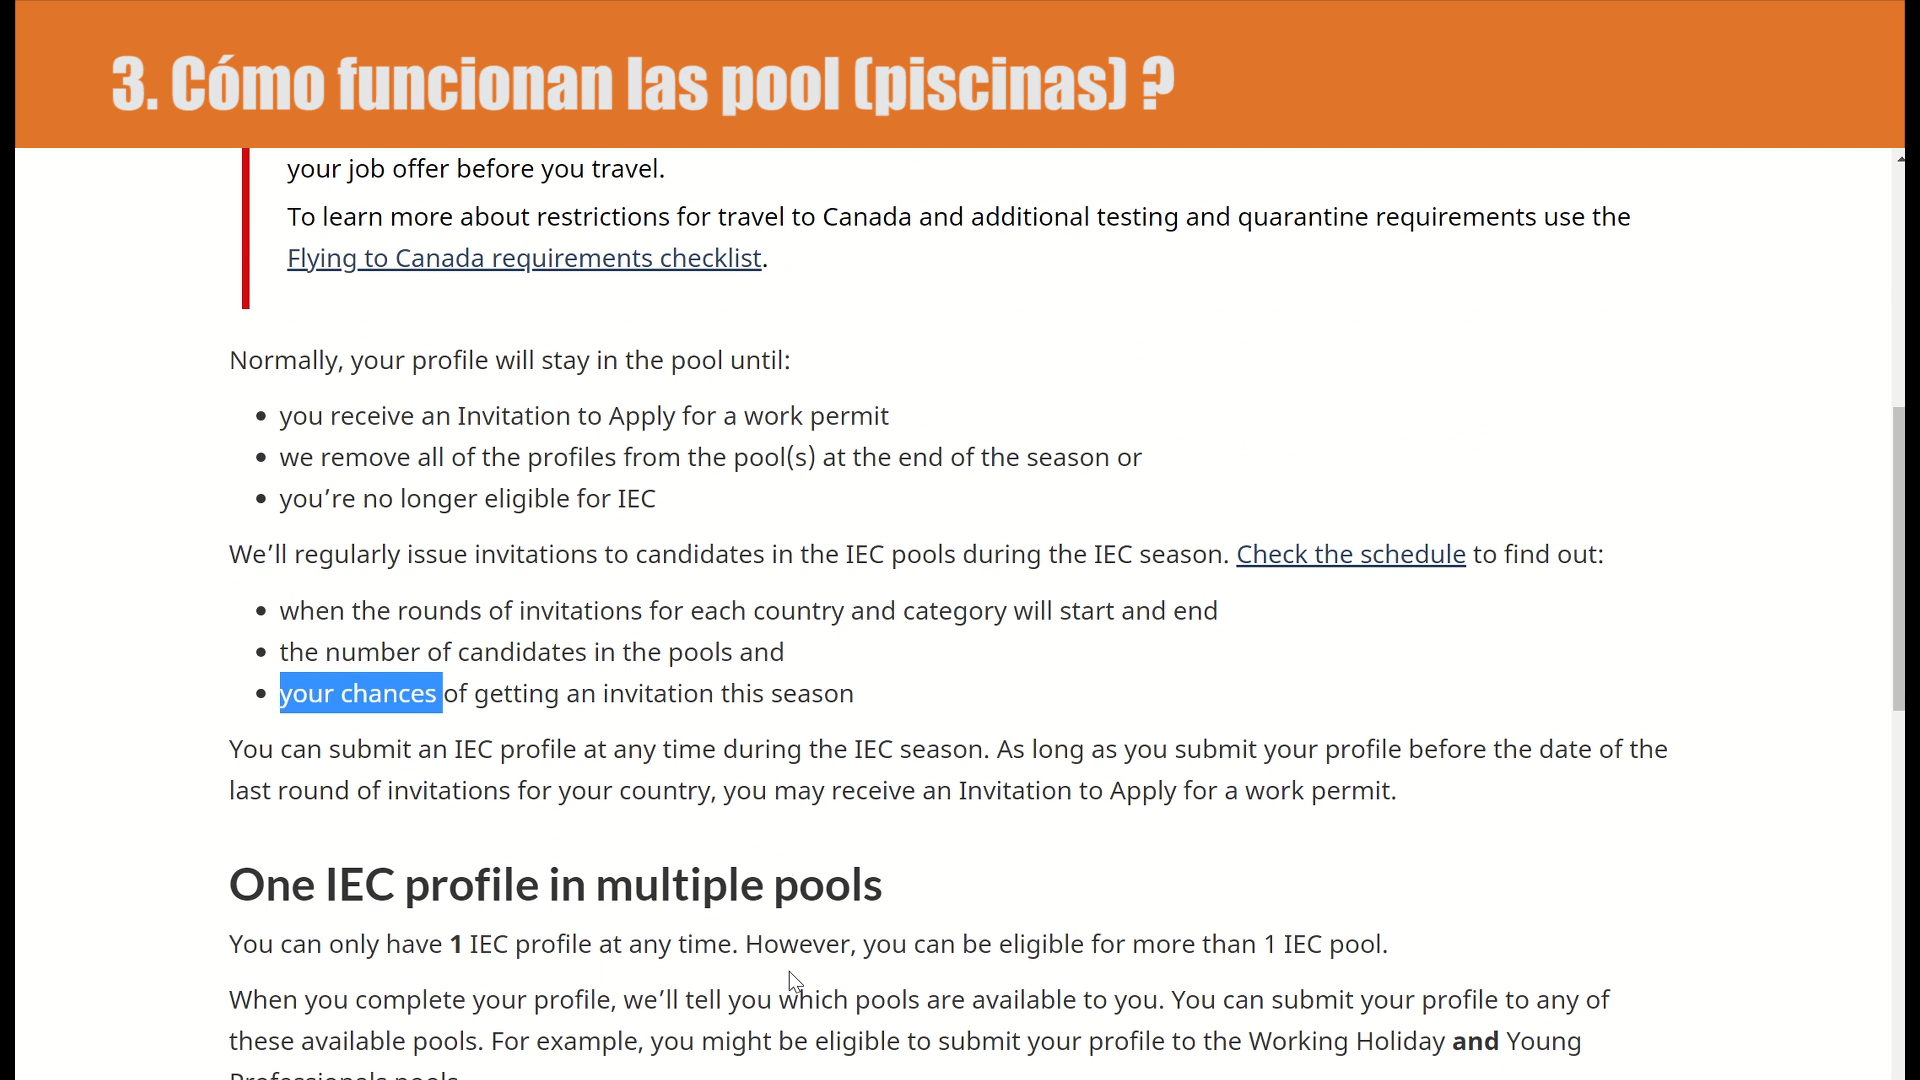 3. Cómo funcionan las pool (piscinas) ?
your job offer before you travel.
To learn more about restrictions for travel to Canada and additional testing and quarantine requirements use the
Flying to Canada requirements checklist.
Normally, your profile will stay in the pool until:
• you receive an Invitation to Apply for a work permit
• we remove all of the profiles from the pool(s) at the end of the season or
• you’re no longer eligible for IEC
We’ll regularly issue invitations to candidates in the IEC pools during the IEC season. Check the schedule to find out:
• when the rounds of invitations for each country and category will start and end
• the number of candidates in the pools and
• your chances of getting an invitation this season
You can submit an IEC profile at any time during the IEC season. As long as you submit your profile before the date of the
last round of invitations for your country, you may receive an Invitation to Apply for a work permit.
One IEC profile in multiple pools
You can only have 1 IEC profile at any time. However, you can be eligible for more than 1 IEC pool.
When you complete your profile, we’ll tell you which pools are available to you. You can submit your profile to any of
these available pools. For example, you might be eligible to submit your profile to the Working Holiday and Young
Professionals pools.